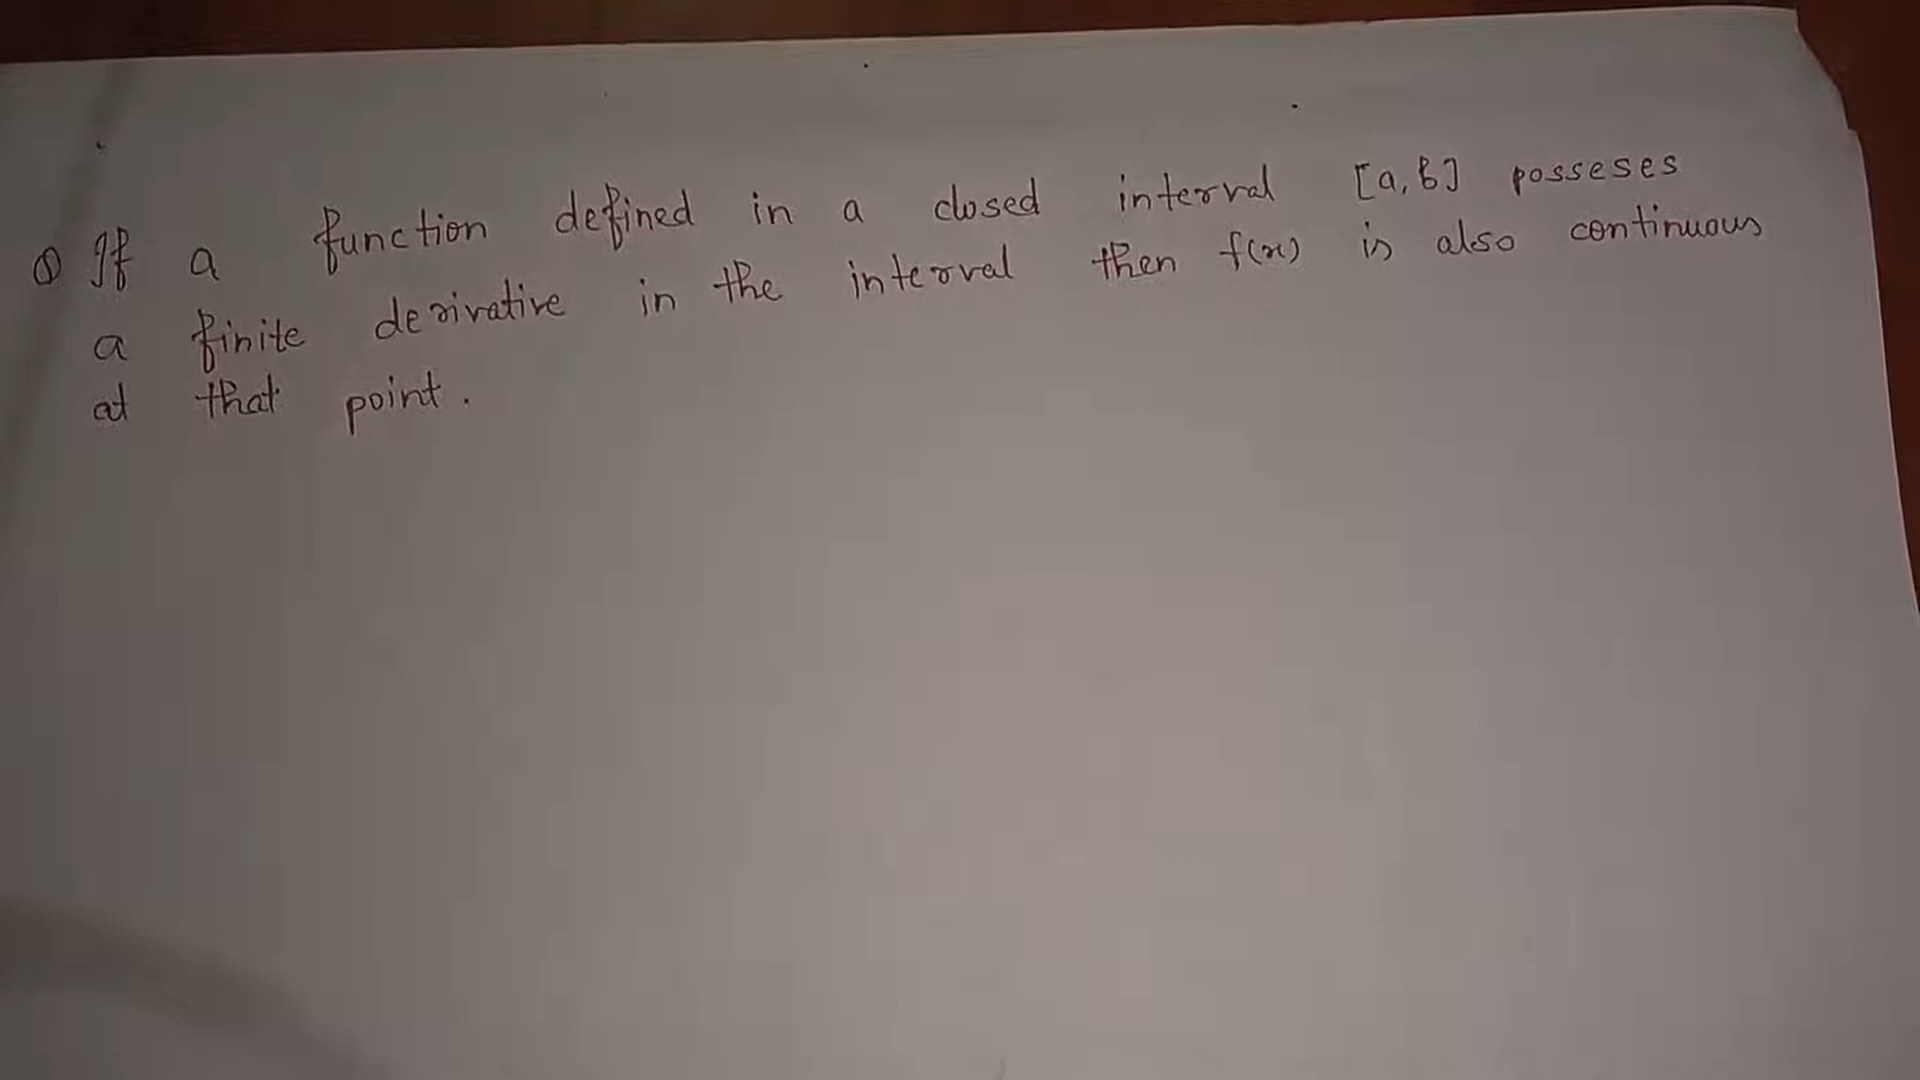 ① If a function defined in a closed interval [a,b] posseses
a finite derivative in the interval then f(x) is also continuous
at that point.